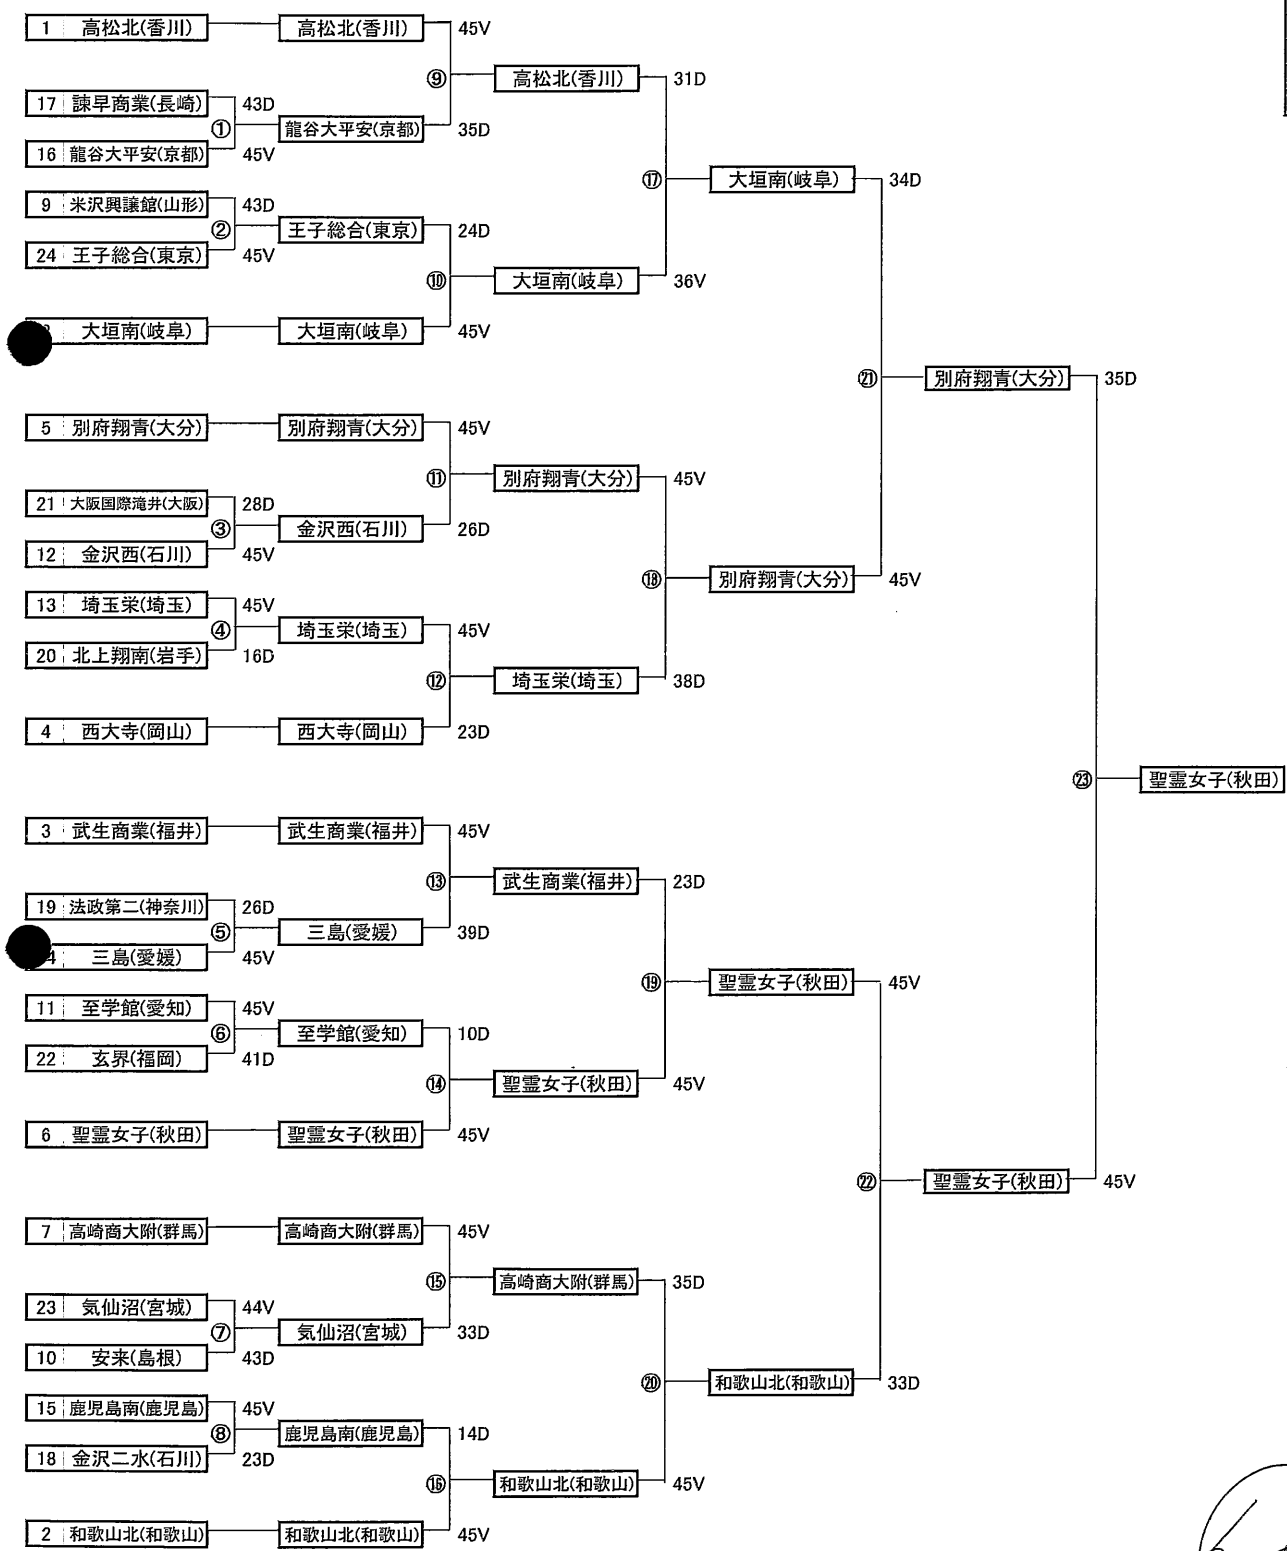 1 高松北(香川) 高松北(香川) 45V
⑨ 高松北(香川) 31D
17 諫早商業(長崎) 43D
① 龍谷大平安(京都) 35D
16 龍谷大平安(京都) 45V
⑰ 大垣南(岐阜) 34D
9 米沢興譲館(山形) 43D
② 王子総合(東京) 24D
24 王子総合(東京) 45V
⑩ 大垣南(岐阜) 36V
大垣南(岐阜) 大垣南(岐阜) 45V
㉑ 別府翔青(大分) 35D
5 別府翔青(大分) 別府翔青(大分) 45V
⑪ 別府翔青(大分) 45V
21 大阪国際滝井(大阪) 28D
③ 金沢西(石川) 26D
12 金沢西(石川) 45V
⑱ 別府翔青(大分) 45V
13 埼玉栄(埼玉) 45V
④ 埼玉栄(埼玉) 45V
20 北上翔南(岩手) 16D
⑫ 埼玉栄(埼玉) 38D
4 西大寺(岡山) 西大寺(岡山) 23D
㉓ 聖霊女子(秋田)
3 武生商業(福井) 武生商業(福井) 45V
⑬ 武生商業(福井) 23D
19 法政第二(神奈川) 26D
⑤ 三島(愛媛) 39D
4 三島(愛媛) 45V
⑲ 聖霊女子(秋田) 45V
11 至学館(愛知) 45V
⑥ 至学館(愛知) 10D
22 玄界(福岡) 41D
⑭ 聖霊女子(秋田) 45V
6 聖霊女子(秋田) 聖霊女子(秋田) 45V
㉒ 聖霊女子(秋田) 45V
7 高崎商大附(群馬) 高崎商大附(群馬) 45V
⑮ 高崎商大附(群馬) 35D
23 気仙沼(宮城) 44V
⑦ 気仙沼(宮城) 33D
10 安来(島根) 43D
⑳ 和歌山北(和歌山) 33D
15 鹿児島南(鹿児島) 45V
⑧ 鹿児島南(鹿児島) 14D
18 金沢二水(石川) 23D
⑯ 和歌山北(和歌山) 45V
2 和歌山北(和歌山) 和歌山北(和歌山) 45V